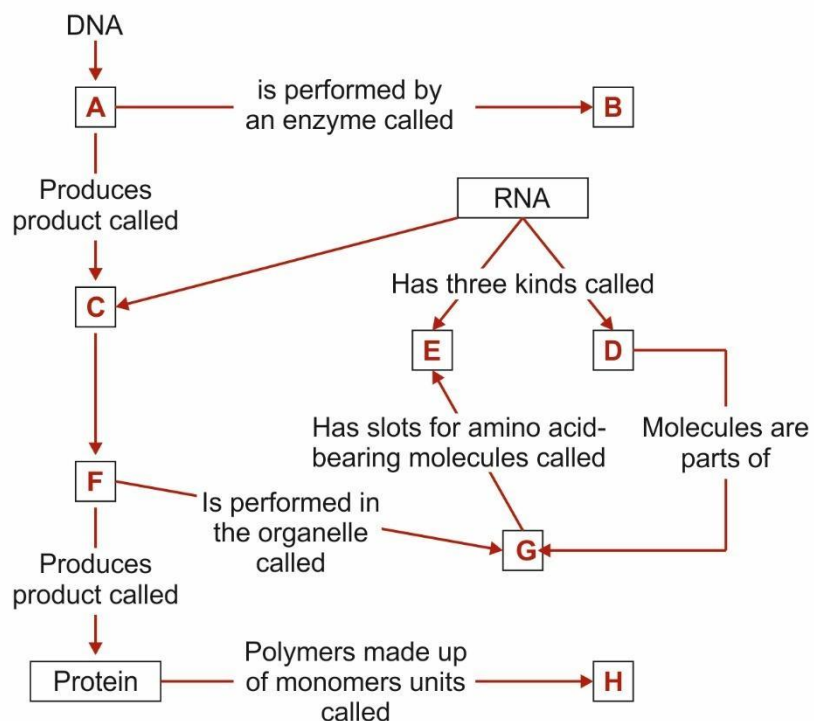 DNA
A
is performed by
an enzyme called
B
Produces
product called
RNA
C
Has three kinds called
E
D
Has slots for amino acid-
bearing molecules called
Molecules are
parts of
F
Is performed in
the organelle
called
G
Produces
product called
Protein
Polymers made up
of monomers units
called
H